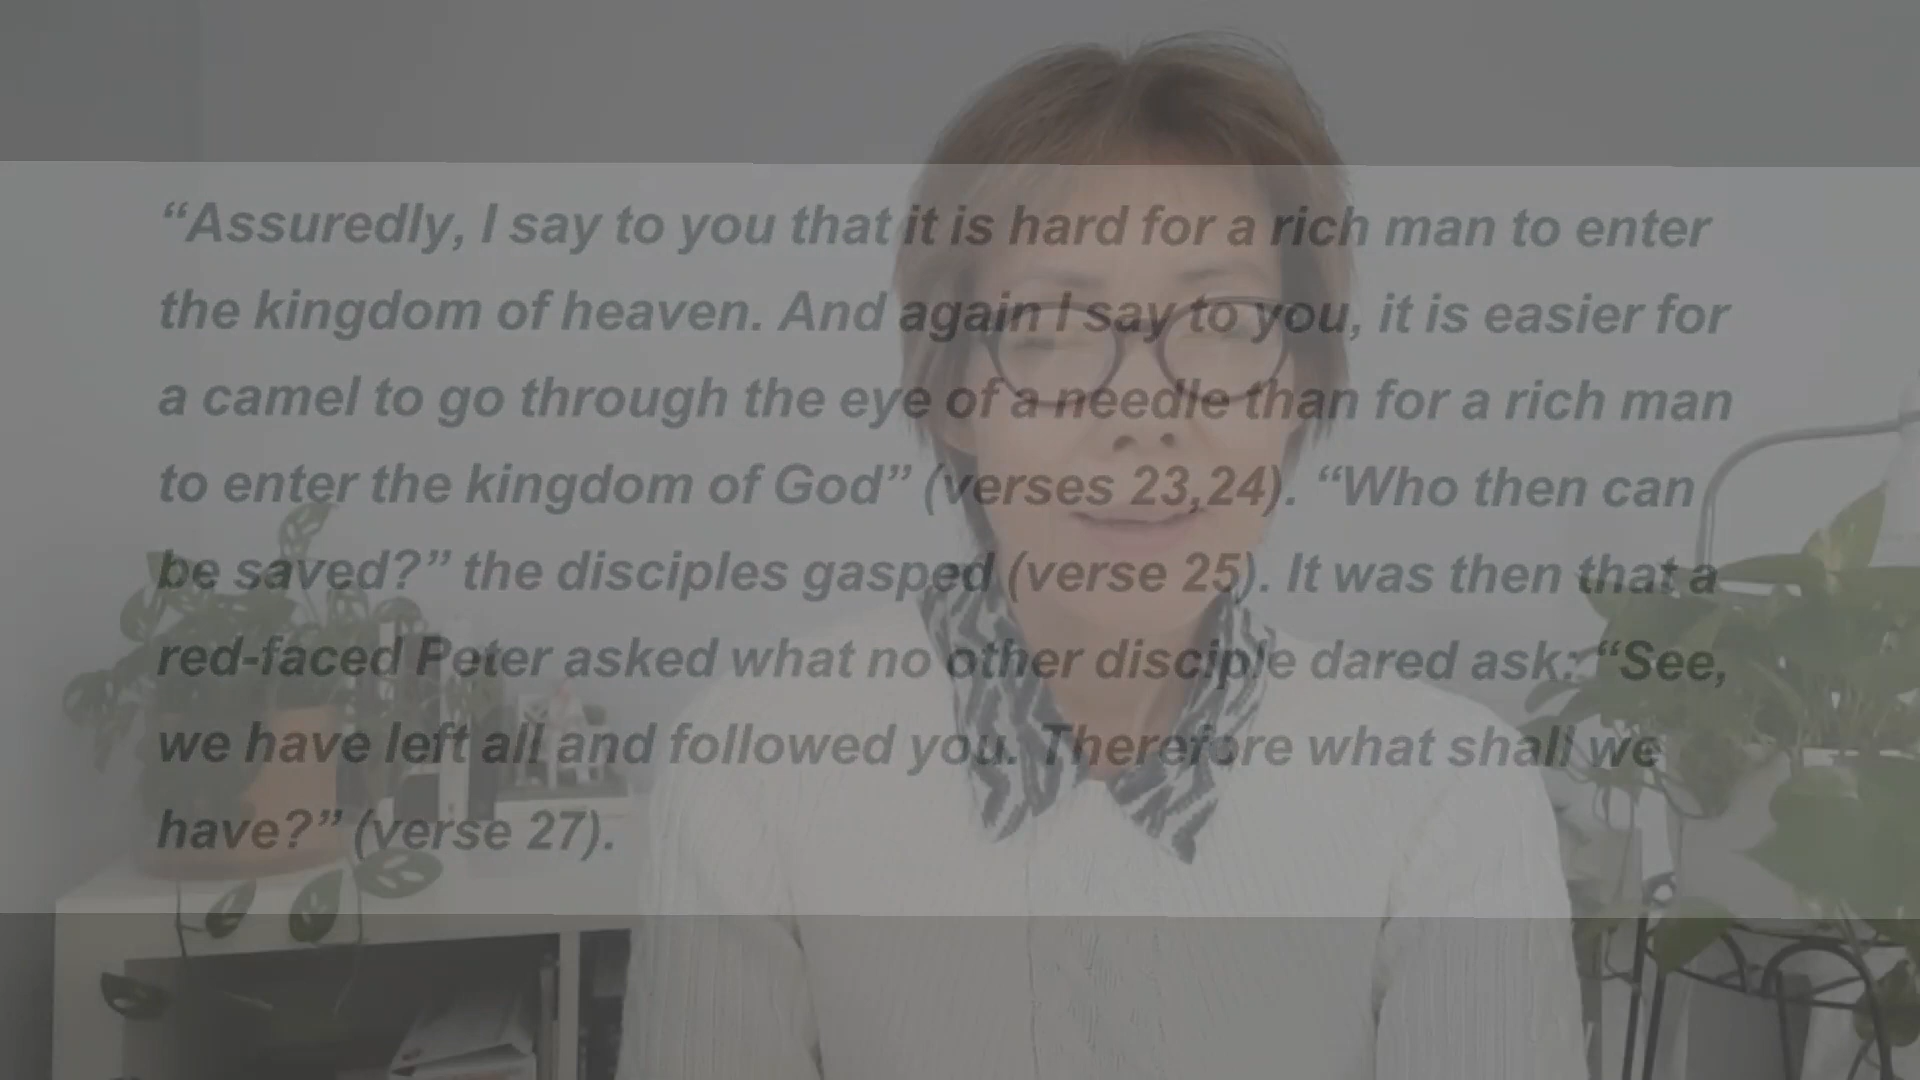 “Assuredly, I say to you that it is hard for a rich man to enter
the kingdom of heaven. And again I say to you, it is easier for
a camel to go through the eye of a needle than for a rich man
to enter the kingdom of God” (verses 23,24). “Who then can
be saved?” the disciples gasped (verse 25). It was then that a
red-faced Peter asked what no other disciple dared ask: “See,
we have left all and followed you. Therefore what shall we
have?” (verse 27).